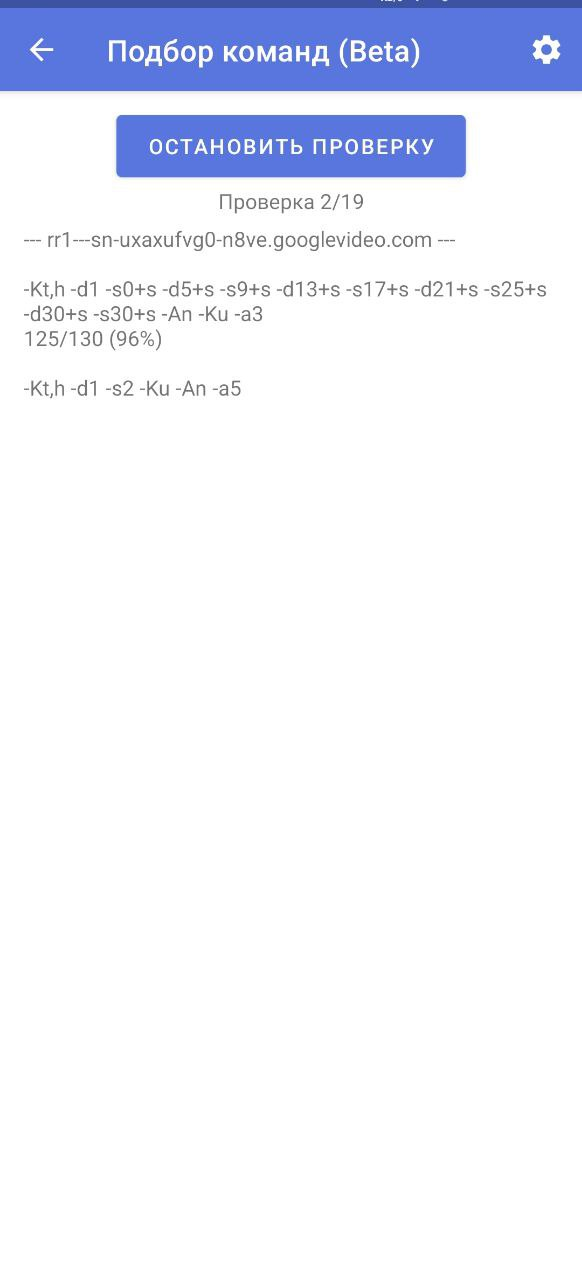 Подбор команд (Beta)
ОСТАНОВИТЬ ПРОВЕРКУ
Проверка 2/19
--- rr1---sn-uxaxufvg0-n8ve.googlevideo.com ---
-Kt,h -d1 -s0+s -d5+s -s9+s -d13+s -s17+s -d21+s -s25+s
-d30+s -s30+s -An -Ku -a3
125/130 (96%)
-Kt,h -d1 -s2 -Ku -An -a5